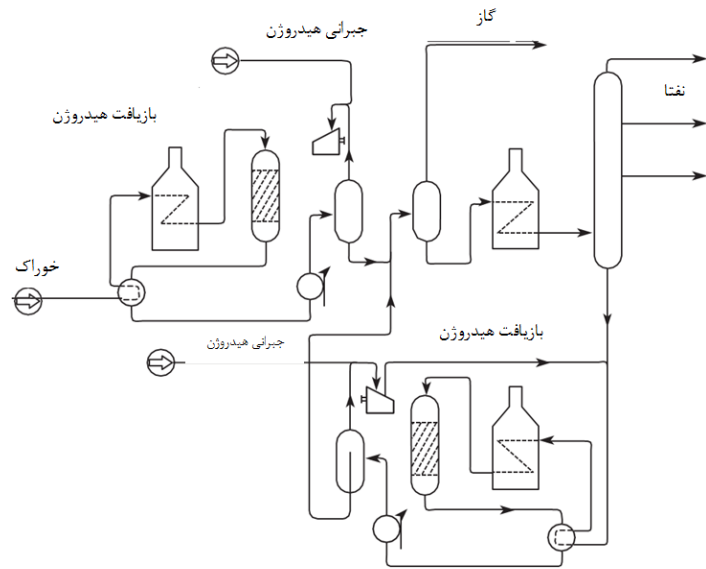 گاز
جبرانی هیدروژن
نفتا
بازیافت هیدروژن
خوراک
بازیافت هیدروژن
جبرانی هیدروژن